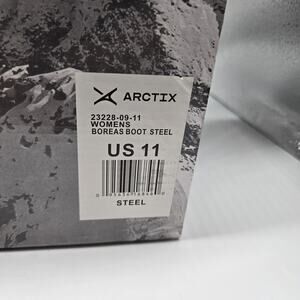 ARCTIX
23228-09-11
WOMENS
BOREAS BOOT STEEL
US 11
STEEL